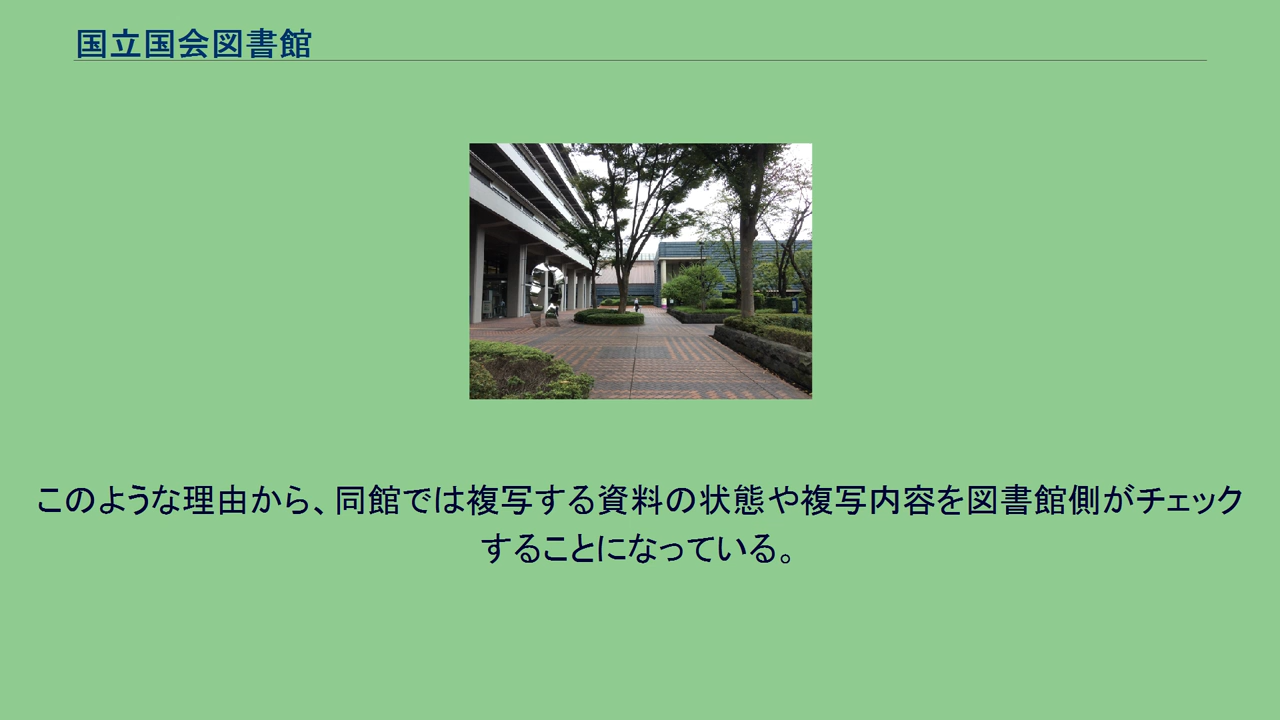 国立国会図書館
このような理由から、同館では複写する資料の状態や複写内容を図書館側がチェック
することになっている。